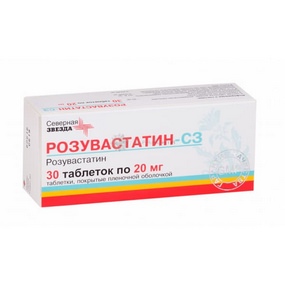 Северная
ЗВЕЗДА
РОЗУВАСТАТИН-СЗ
Розувастатин
30 таблеток по 20 мг
таблетки, покрытые пленочной оболочкой